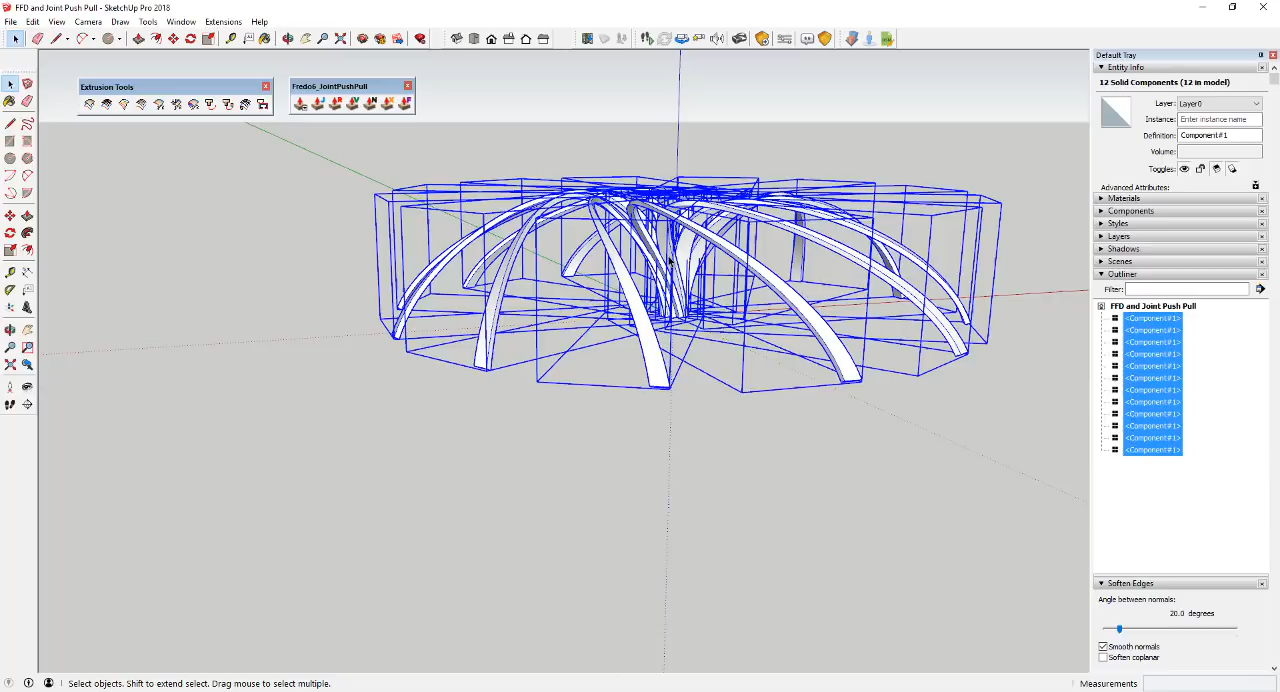 FFD and Joint Push Pull - SketchUp Pro 2018
File Edit View Camera Draw Tools Window Extensions Help
Extrusion Tools
Fredo6_JointPushPull
Default Tray
Entity Info
12 Solid Components (12 in model)
Layer: Layer0
Instance: Enter instance name
Definition: Component#1
Volume:
Toggles:
Advanced Attributes:
Materials
Components
Styles
Layers
Shadows
Scenes
Outliner
Filter:
FFD and Joint Push Pull
<Component#1>
<Component#1>
<Component#1>
<Component#1>
<Component#1>
<Component#1>
<Component#1>
<Component#1>
<Component#1>
<Component#1>
<Component#1>
<Component#1>
Soften Edges
Angle between normals:
20.0 degrees
Smooth normals
Soften coplanar
Select objects. Shift to extend select. Drag mouse to select multiple.
Measurements